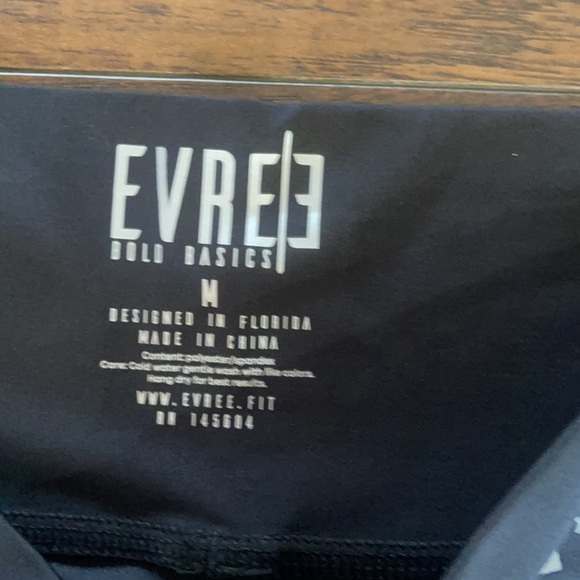 EVRE|E
BOLD BASICS
M
DESIGNED IN FLORIDA
MADE IN CHINA
Content: polyester/spandex
Care: Cold water gentle wash with like colors.
Hang dry for best results.
WWW.EVREE.FIT
RN 145604